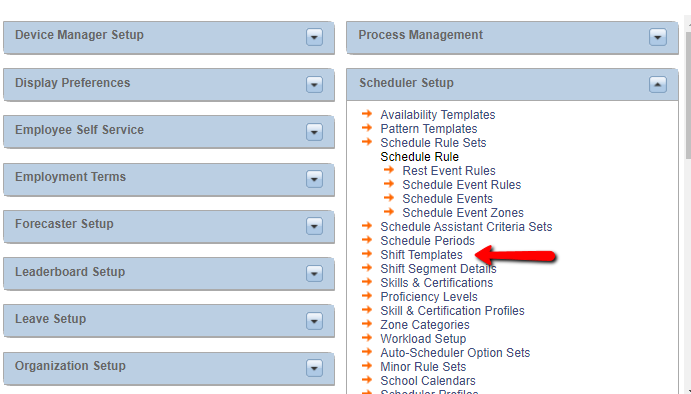 Device Manager Setup
Display Preferences
Employee Self Service
Employment Terms
Forecaster Setup
Leaderboard Setup
Leave Setup
Organization Setup
Process Management
Scheduler Setup
Availability Templates
Pattern Templates
Schedule Rule Sets
Schedule Rule
Rest Event Rules
Schedule Event Rules
Schedule Events
Schedule Event Zones
Schedule Assistant Criteria Sets
Schedule Periods
Shift Templates
Shift Segment Details
Skills & Certifications
Proficiency Levels
Skill & Certification Profiles
Zone Categories
Workload Setup
Auto-Scheduler Option Sets
Minor Rule Sets
School Calendars
Scheduler Profiles